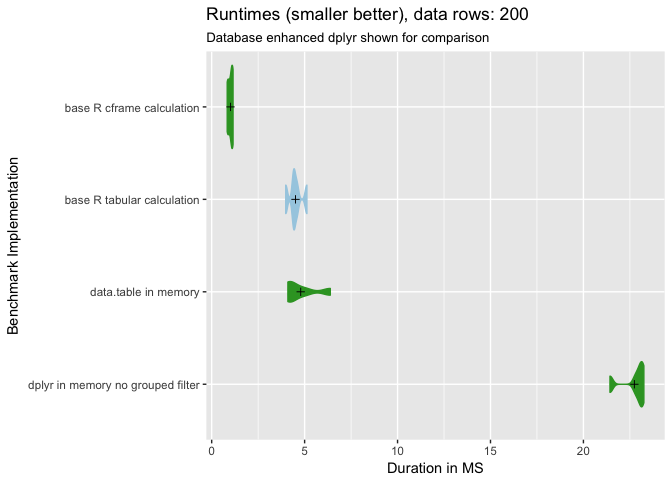 Runtimes (smaller better), data rows: 200
Database enhanced dplyr shown for comparison
Benchmark Implementation
base R cframe calculation
base R tabular calculation
data.table in memory
dplyr in memory no grouped filter
0 5 10 15 20
Duration in MS